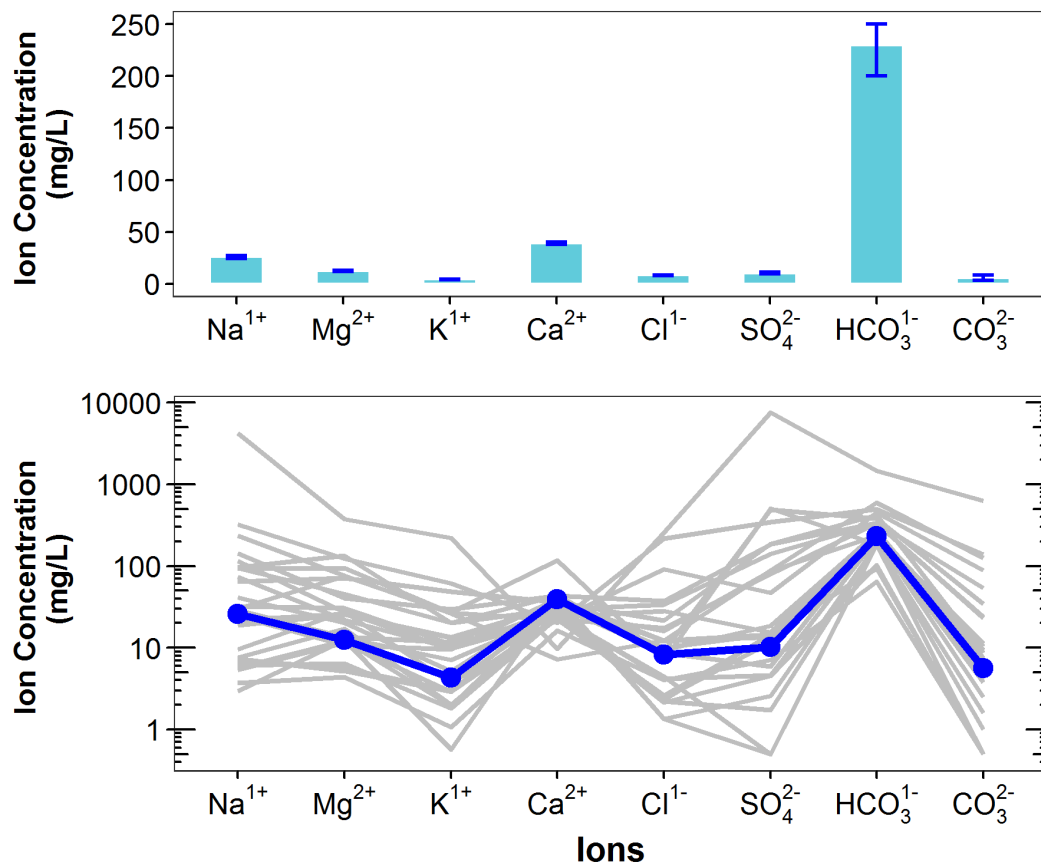 Ion Concentration
(mg/L)
250
200
150
100
50
0
Na¹⁺ Mg²⁺ K¹⁺ Ca²⁺ Cl¹⁻ SO₄²⁻ HCO₃¹⁻ CO₃²⁻
Ion Concentration
(mg/L)
10000
1000
100
10
1
Na¹⁺ Mg²⁺ K¹⁺ Ca²⁺ Cl¹⁻ SO₄²⁻ HCO₃¹⁻ CO₃²⁻
Ions